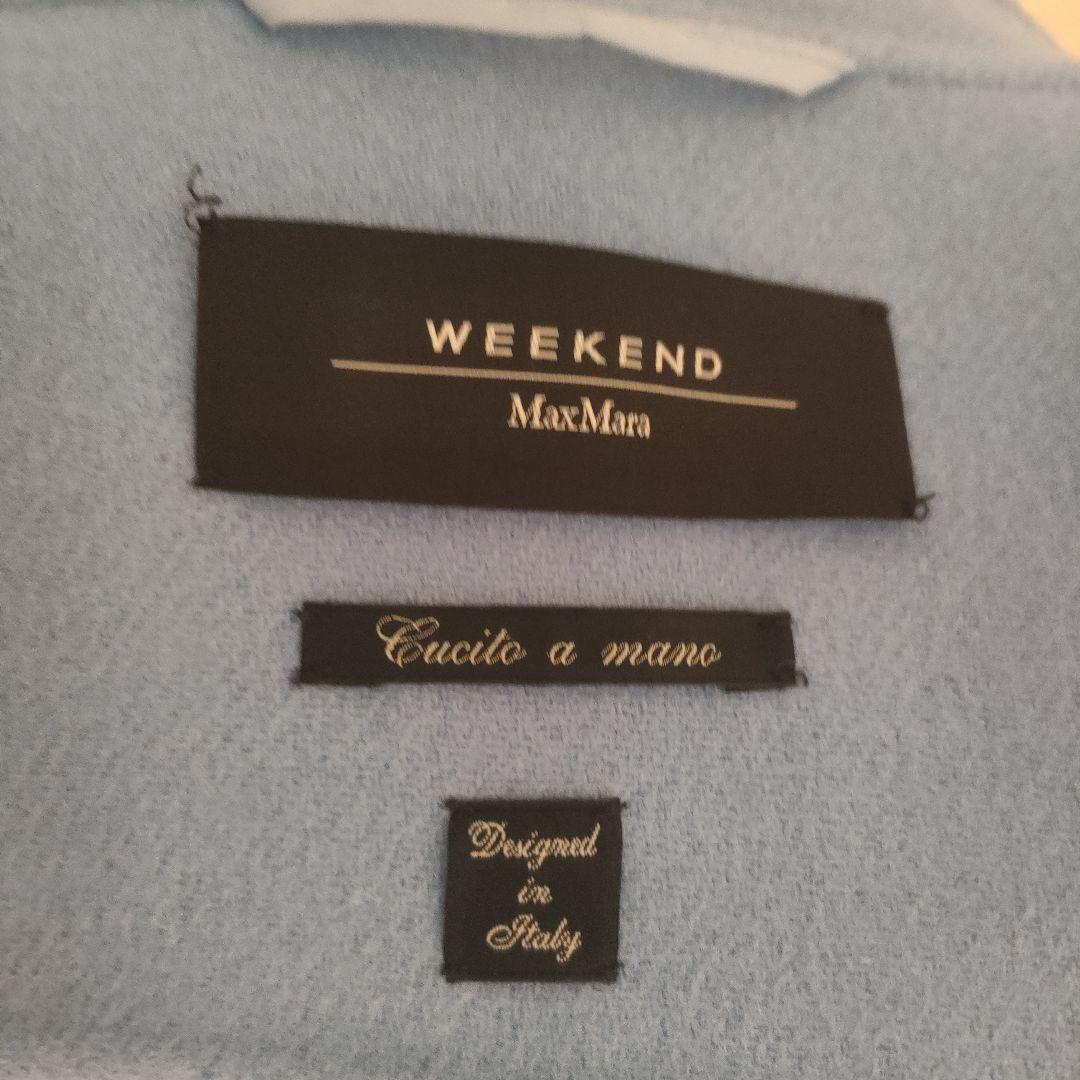 WEEKEND
MaxMara
Cucito a mano
Designed
in
Italy